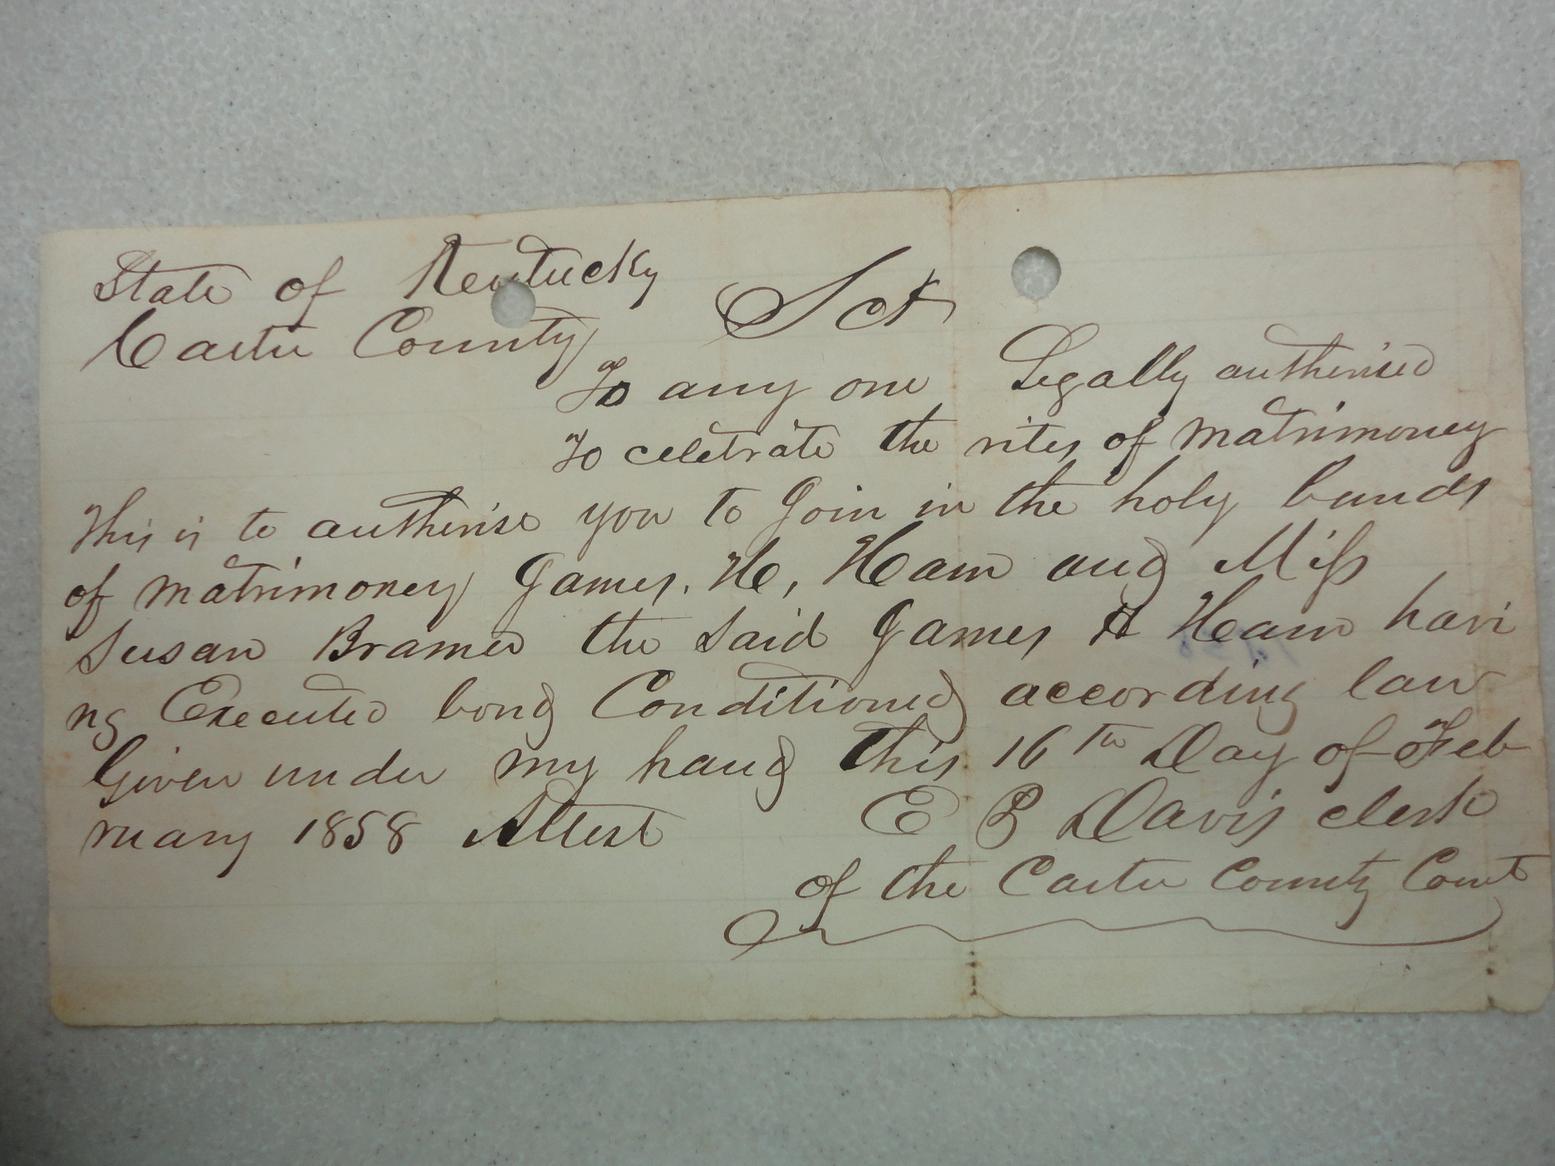 State of Kentucky
Carter County Sct
To any one Legally authorised
To celebrate the rites of matrimoney
This is to authorise you to Join in the holy bands
of matrimoney James. H, Ham and Miss
Susan Bramer the said James H Ham havi
ng Executed bond Conditioned according law
Given under my hand this 16th Day of Feb
ruary 1858 Attest E B Davis clerk
of the Carter County Court